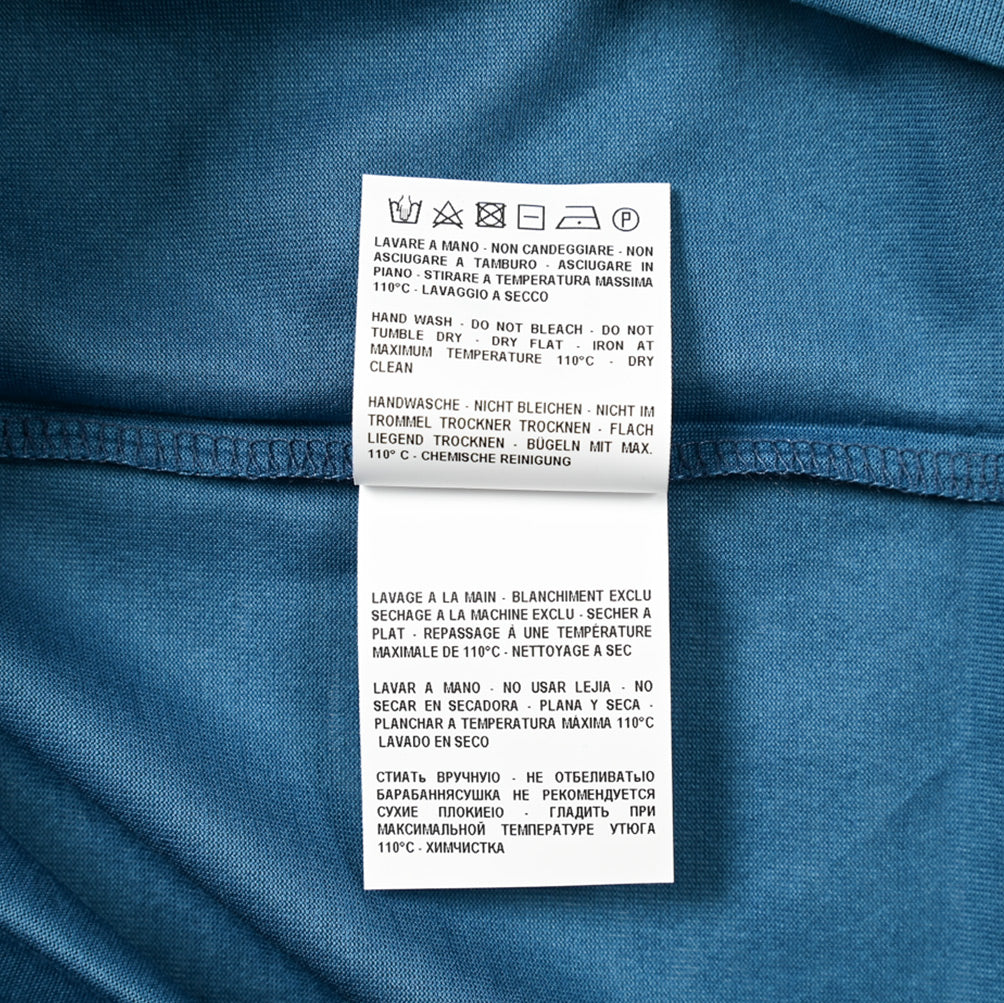 P
LAVARE A MANO - NON CANDEGGIARE - NON
ASCIUGARE A TAMBURO - ASCIUGARE IN
PIANO - STIRARE A TEMPERATURA MASSIMA
110°C - LAVAGGIO A SECCO
HAND WASH - DO NOT BLEACH - DO NOT
TUMBLE DRY - DRY FLAT - IRON AT
MAXIMUM TEMPERATURE 110°C - DRY
CLEAN
HANDWASCHE - NICHT BLEICHEN - NICHT IM
TROMMEL TROCKNER TROCKNEN - FLACH
LIEGEND TROCKNEN - BÜGELN MIT MAX.
110° C - CHEMISCHE REINIGUNG
LAVAGE A LA MAIN - BLANCHIMENT EXCLU
SECHAGE A LA MACHINE EXCLU - SECHER A
PLAT - REPASSAGE À UNE TEMPÉRATURE
MAXIMALE DE 110°C - NETTOYAGE A SEC
LAVAR A MANO - NO USAR LEJIA - NO
SECAR EN SECADORA - PLANA Y SECA -
PLANCHAR A TEMPERATURA MÁXIMA 110°C
LAVADO EN SECO
СТИАТЬ ВРУЧНУЮ - НЕ ОТБЕЛИВАТЫО
БАРАБАННЯСУШКА НЕ РЕКОМЕНДУЕТСЯ
СУХИЕ ПЛОКИЕІО - ГЛАДИТЬ ПРИ
МАКСИМАЛЬНОЙ ТЕМПЕРАТУРЕ УТЮГА
110°C - ХИМЧИСТКА